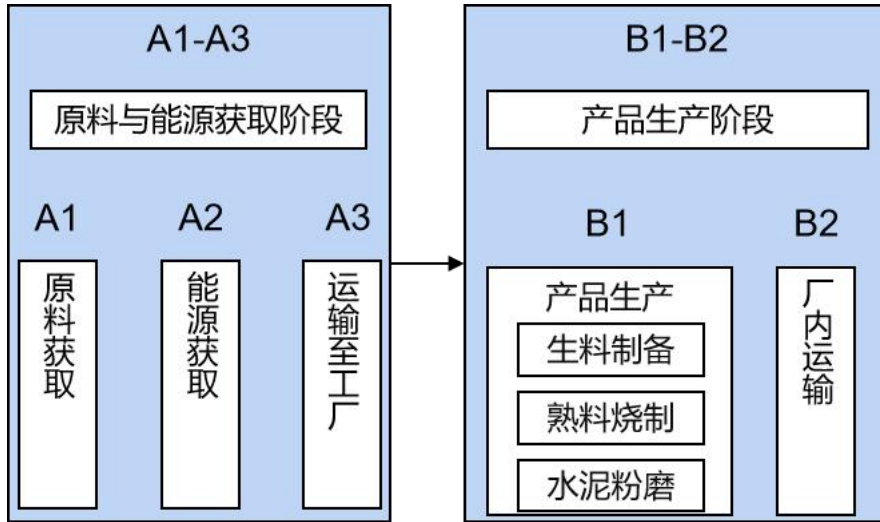 A1-A3
原料与能源获取阶段
A1
A2
A3
原料获取
能源获取
运输至工厂
B1-B2
产品生产阶段
B1
B2
产品生产
生料制备
熟料烧制
水泥粉磨
厂内运输